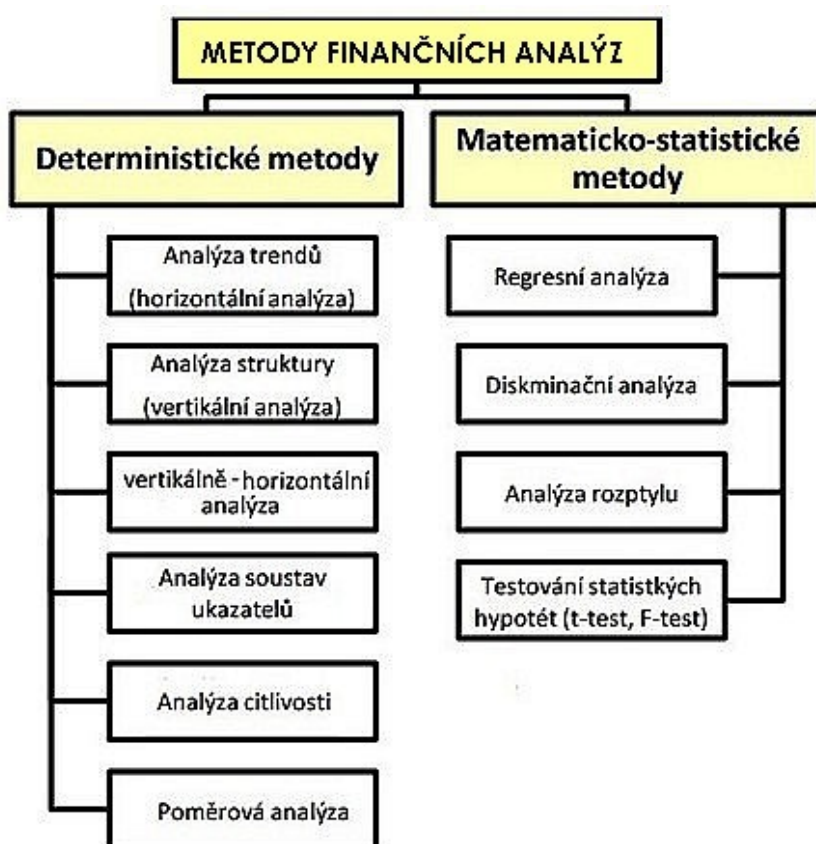 METODY FINANČNÍCH ANALÝZ
Deterministické metody
Analýza trendů
(horizontální analýza)
Analýza struktury
(vertikální analýza)
vertikálně - horizontální
analýza
Analýza soustav
ukazatelů
Analýza citlivosti
Poměrová analýza
Matematicko-statistické
metody
Regresní analýza
Diskminační analýza
Analýza rozptylu
Testování statistkých
hypotét (t-test, F-test)